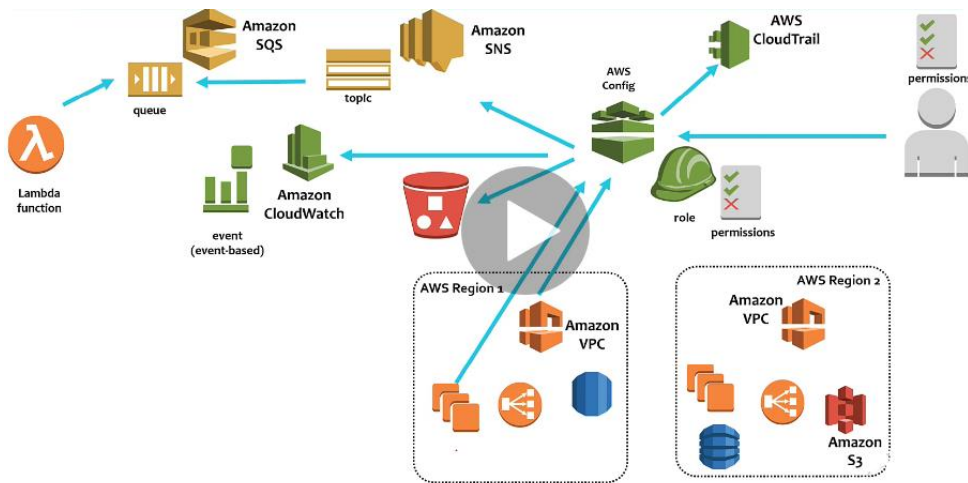 Amazon
SQS
Amazon
SNS
AWS
CloudTrail
permissions
AWS
Config
queue
topic
λ
Lambda
function
Amazon
CloudWatch
event
(event-based)
role
permissions
AWS Region 1
Amazon
VPC
AWS Region 2
Amazon
VPC
Amazon
S3